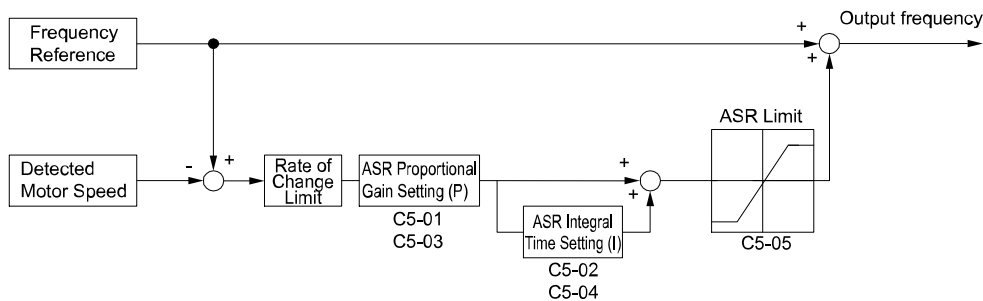 Frequency
Reference
+
+
Output frequency
ASR Limit
Detected
Motor Speed
-
+
Rate of
Change
Limit
ASR Proportional
Gain Setting (P)
C5-01
C5-03
+
+
ASR Integral
Time Setting (I)
C5-02
C5-04
C5-05